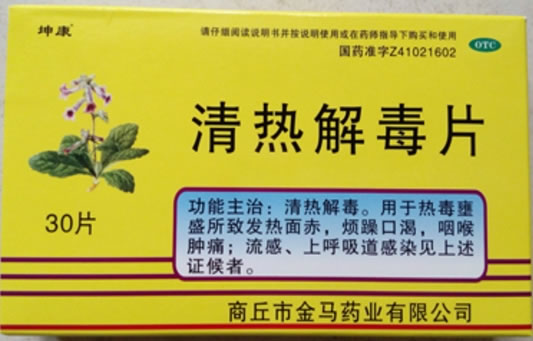 坤康
请仔细阅读说明书并按说明使用或在药师指导下购买和使用
国药准字Z41021602
OTC
清热解毒片
30片
功能主治：清热解毒。用于热毒壅
盛所致发热面赤，烦躁口渴，咽喉
肿痛；流感、上呼吸道感染见上述
证候者。
商丘市金马药业有限公司